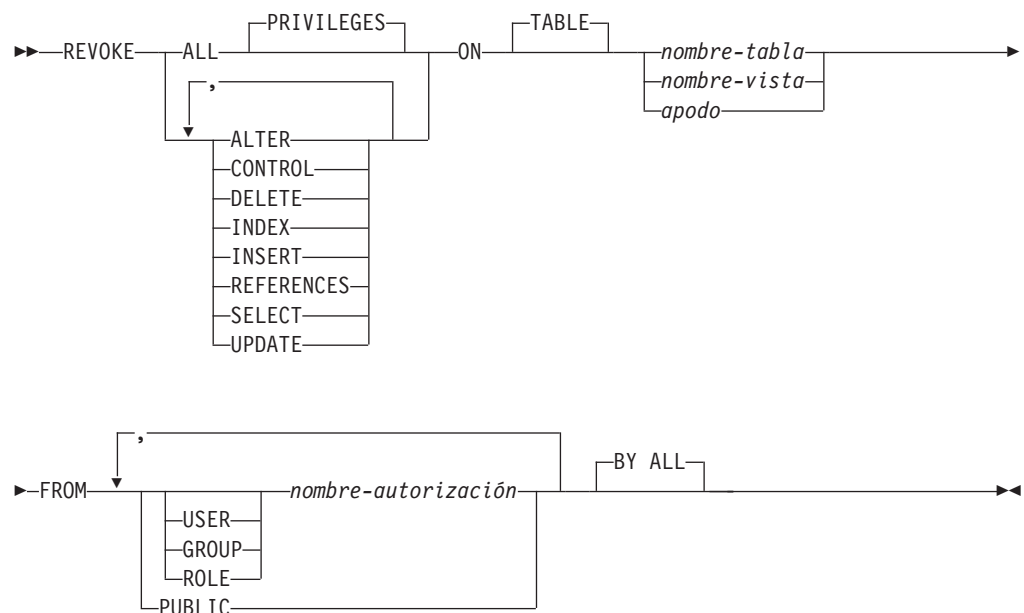 PRIVILEGES TABLE
REVOKE ALL ON nombre-tabla
, nombre-vista
apodo
ALTER
CONTROL
DELETE
INDEX
INSERT
REFERENCES
SELECT
UPDATE
,
BY ALL
FROM nombre-autorización
USER
GROUP
ROLE
PUBLIC